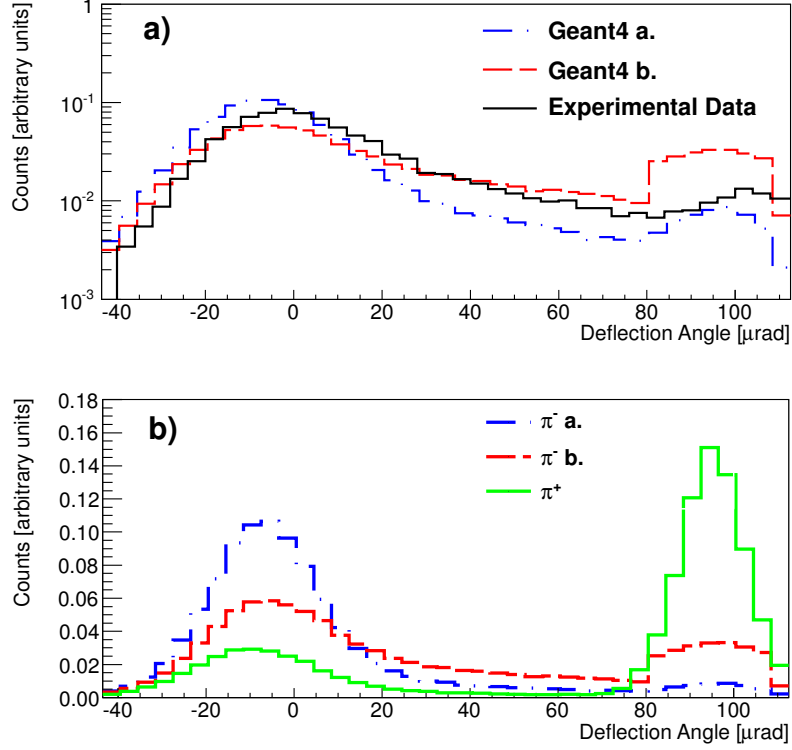 a)
Geant4 a.
Geant4 b.
Experimental Data
Counts [arbitrary units]
1
10⁻¹
10⁻²
10⁻³
-40 -20 0 20 40 60 80 100
Deflection Angle [μrad]
b)
π⁻ a.
π⁻ b.
π⁺
Counts [arbitrary units]
0.18
0.16
0.14
0.12
0.10
0.08
0.06
0.04
0.02
0.00
-40 -20 0 20 40 60 80 100
Deflection Angle [μrad]